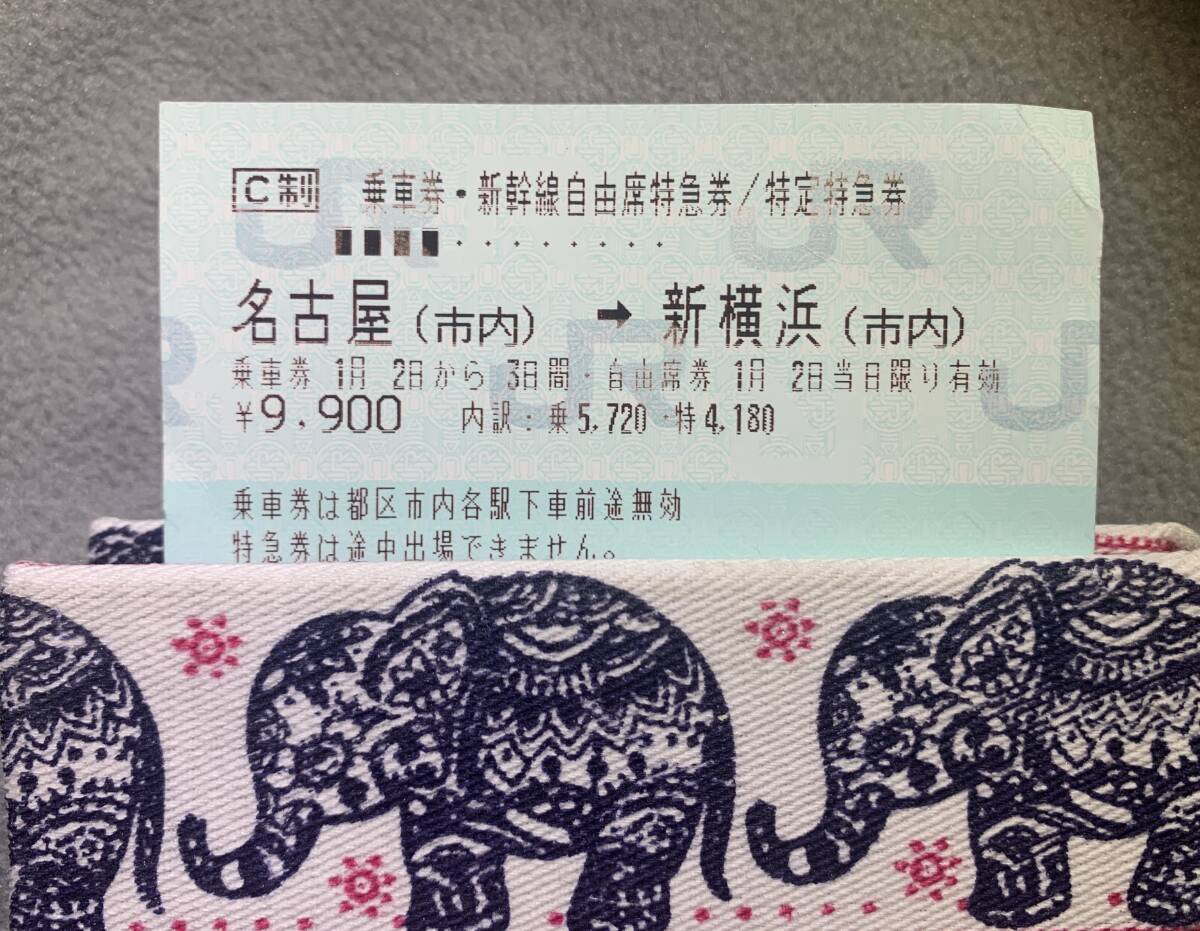 C制 乗車券・新幹線自由席特急券/特定特急券
名古屋(市内) ➡ 新横浜(市内)
乗車券 1月 2日から 3日間・自由席券 1月 2日当日限り有効
¥9,900 内訳:乗5,720・特4,180
乗車券は都区市内各駅下車前途無効
特急券は途中出場できません。